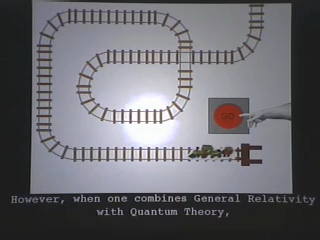 GO
However, when one combines General Relativity
with Quantum Theory,